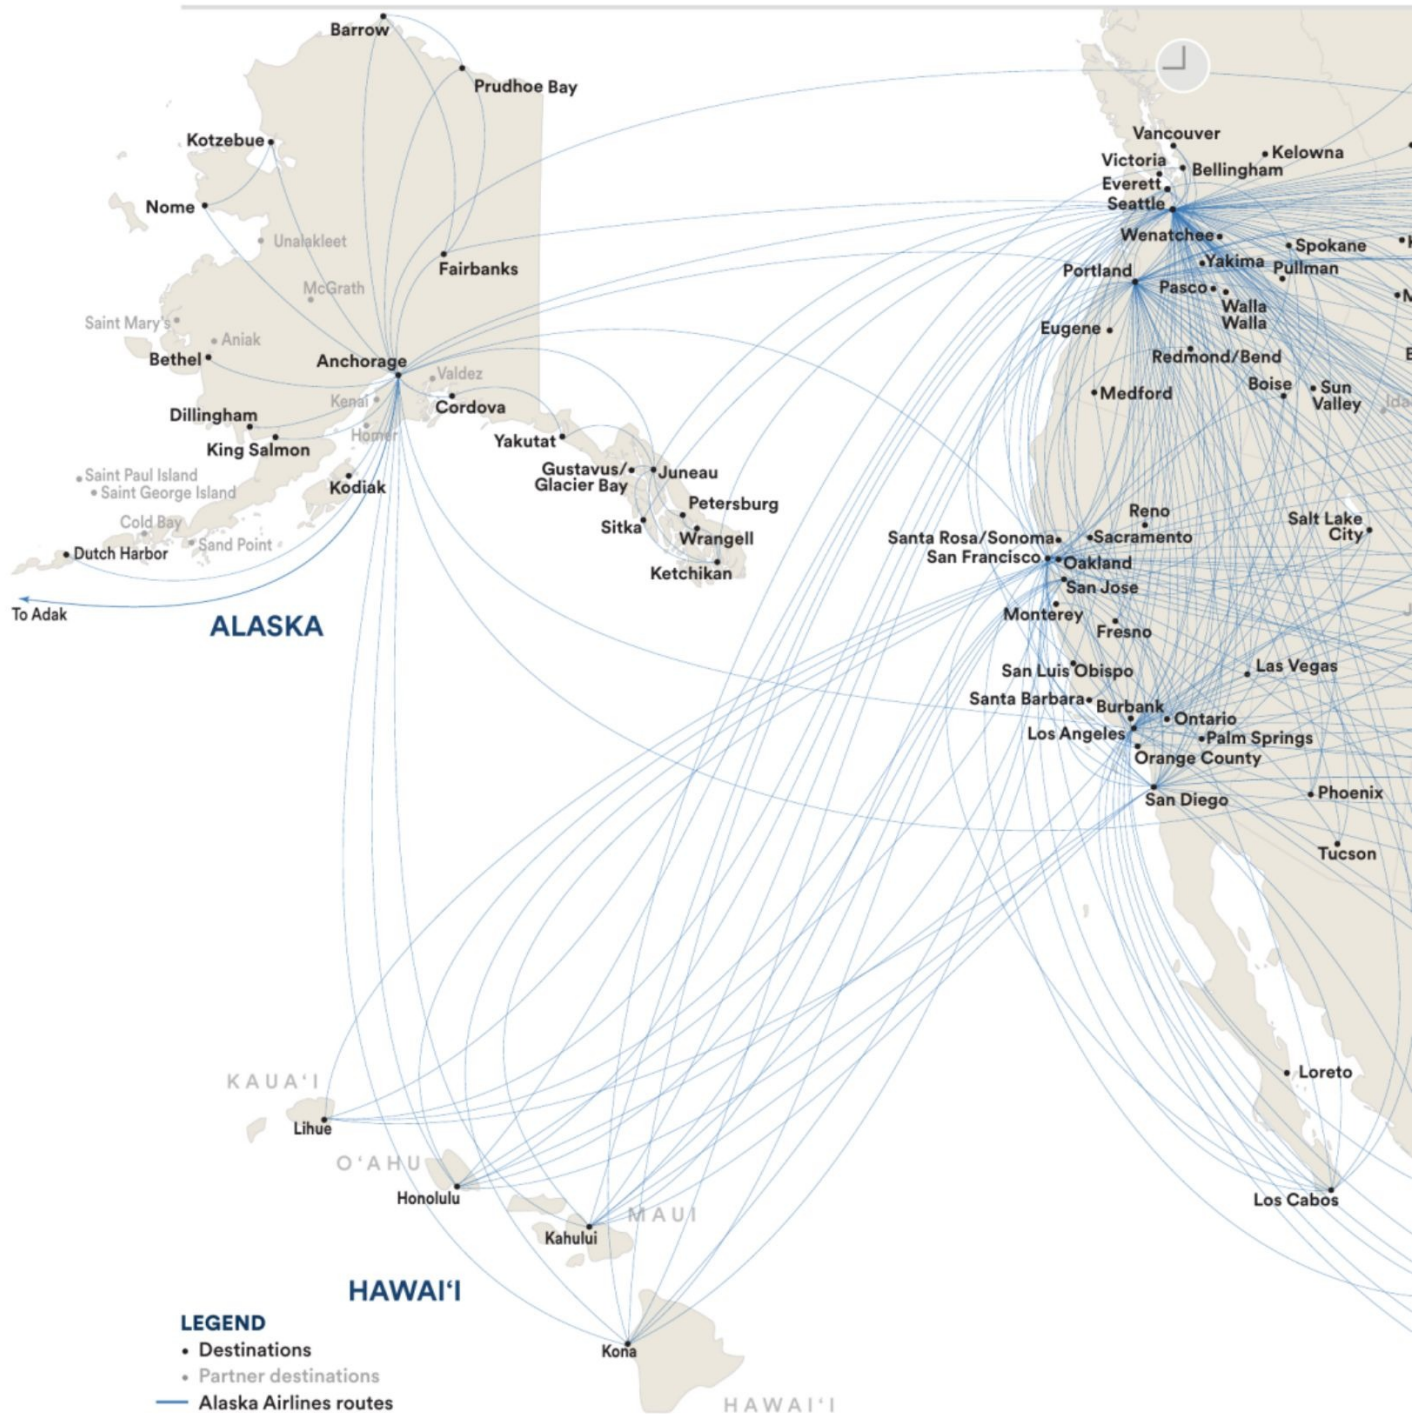 Barrow
Prudhoe Bay
Kotzebue
Nome
Unalakleet
Fairbanks
McGrath
Saint Mary's
Aniak
Bethel
Anchorage
Valdez
Kenai
Cordova
Dillingham
Homer
King Salmon
Yakutat
Saint Paul Island
Saint George Island
Kodiak
Gustavus/
Glacier Bay
Juneau
Petersburg
Sitka
Wrangell
Ketchikan
Cold Bay
Sand Point
Dutch Harbor
To Adak
ALASKA
Vancouver
Victoria
Kelowna
Bellingham
Everett
Seattle
Wenatchee
Spokane
Yakima
Pullman
Portland
Pasco
Walla
Walla
Eugene
Redmond/Bend
Boise
Sun
Valley
Medford
Ida
Reno
Salt Lake
City
Santa Rosa/Sonoma
Sacramento
San Francisco
Oakland
San Jose
Monterey
Fresno
San Luis Obispo
Las Vegas
Santa Barbara
Burbank
Ontario
Los Angeles
Palm Springs
Orange County
San Diego
Phoenix
Tucson
Loreto
Los Cabos
KAUA‘I
Lihue
O‘AHU
Honolulu
MAUI
Kahului
HAWAI‘I
Kona
HAWAI‘I
LEGEND
Destinations
Partner destinations
Alaska Airlines routes